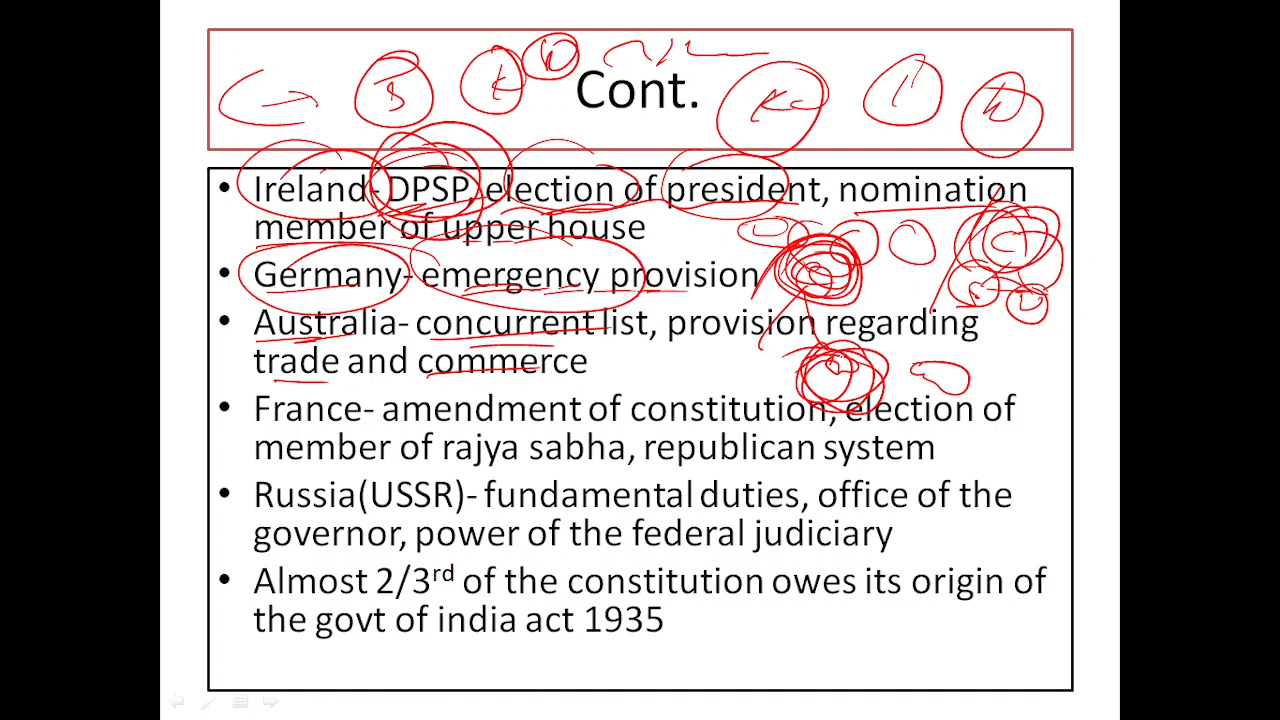 Cont.
• Ireland- DPSP, election of president, nomination
member of upper house
• Germany- emergency provision
• Australia- concurrent list, provision regarding
trade and commerce
• France- amendment of constitution, election of
member of rajya sabha, republican system
• Russia(USSR)- fundamental duties, office of the
governor, power of the federal judiciary
• Almost 2/3rd of the constitution owes its origin of
the govt of india act 1935